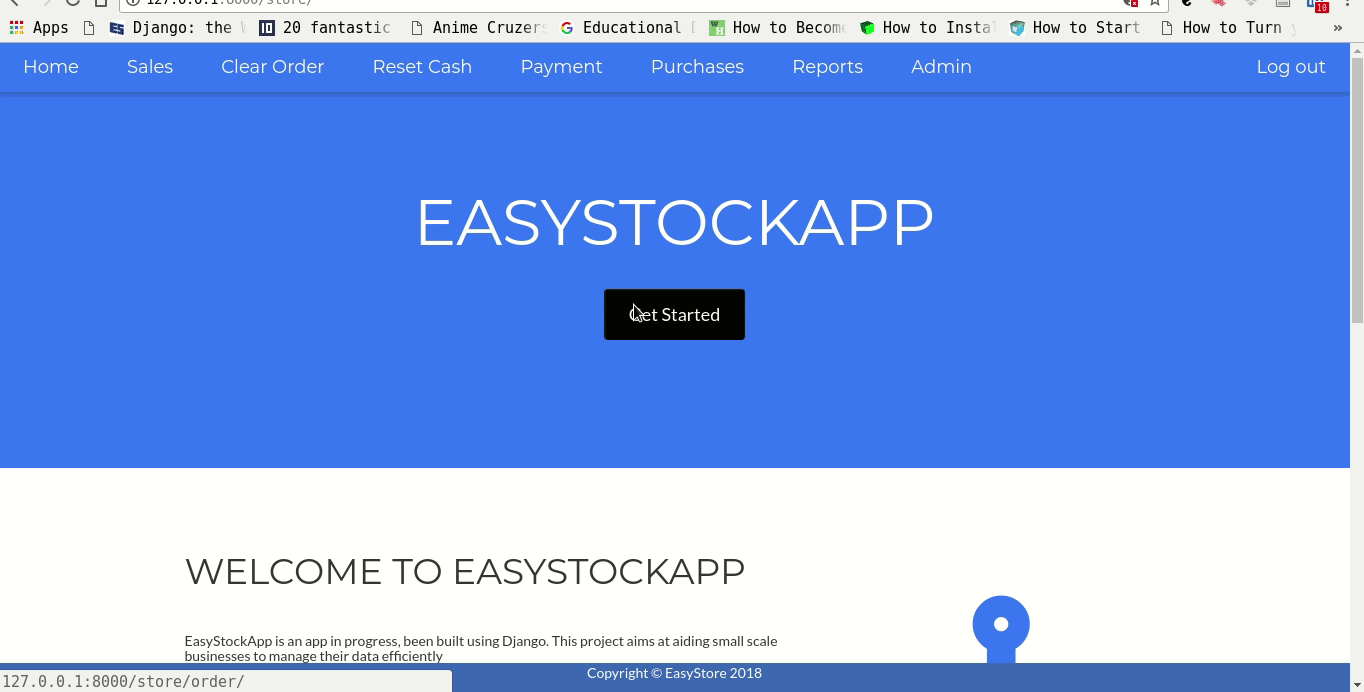 127.0.0.1:8000/store/
Apps Django: the 20 fantastic Anime Cruzers Educational How to Become How to Insta How to Start How to Turn »
10
Home Sales Clear Order Reset Cash Payment Purchases Reports Admin Log out
EASYSTOCKAPP
Get Started
WELCOME TO EASYSTOCKAPP
EasyStockApp is an app in progress, been built using Django. This project aims at aiding small scale
businesses to manage their data efficiently
Copyright © EasyStore 2018
127.0.0.1:8000/store/order/